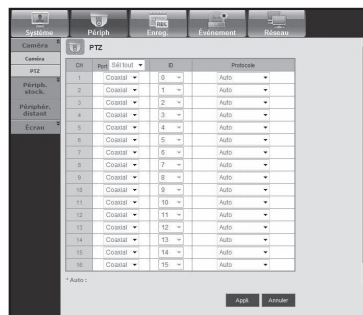 Système Périph Enreg. Événement Réseau
Caméra
Caméra
PTZ
Périph. stock.
Périphér. distant
Écran
PTZ
CH Port Sél tout ID Protocole
1 Coaxial 0 Auto
2 Coaxial 1 Auto
3 Coaxial 2 Auto
4 Coaxial 3 Auto
5 Coaxial 4 Auto
6 Coaxial 5 Auto
7 Coaxial 6 Auto
8 Coaxial 7 Auto
9 Coaxial 8 Auto
10 Coaxial 9 Auto
11 Coaxial 10 Auto
12 Coaxial 11 Auto
13 Coaxial 12 Auto
14 Coaxial 13 Auto
15 Coaxial 14 Auto
16 Coaxial 15 Auto
* Auto :
Appli. Annuler